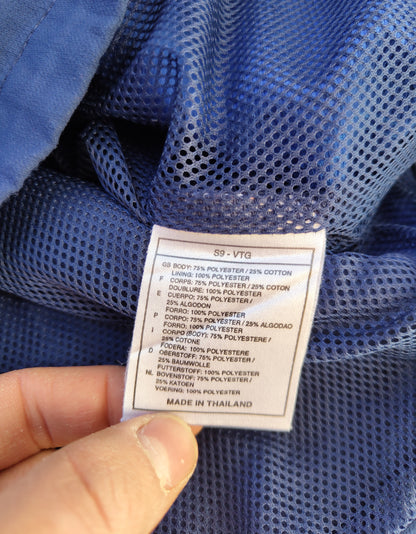 S9 - VTG
GB BODY: 75% POLYESTER / 25% COTTON
LINING: 100% POLYESTER
F CORPS: 75% POLYESTER / 25% COTON
DOUBLURE: 100% POLYESTER
E CUERPO: 75% POLYESTER /
25% ALGODON
FORRO: 100% POLYESTER
P CORPO: 75% POLYESTER / 25% ALGODAO
FORRO: 100% POLYESTER
I CORPO (BODY): 75% POLYESTERE /
25% COTONE
FODERA: 100% POLYESTERE
D OBERSTOFF: 75% POLYESTER /
25% BAUMWOLLE
FUTTERSTOFF: 100% POLYESTER
NL BOVENSTOF: 75% POLYESTER /
25% KATOEN
VOERING: 100% POLYESTER
MADE IN THAILAND